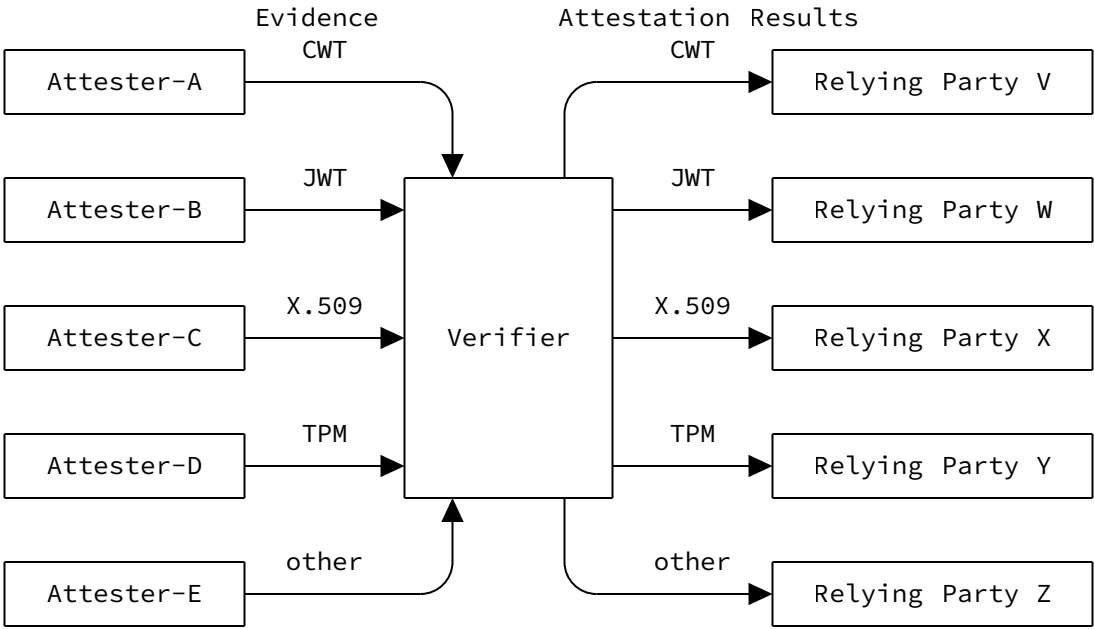 Evidence
Attestation Results
CWT
CWT
Attester-A
Relying Party V
JWT
JWT
Attester-B
Relying Party W
X.509
X.509
Attester-C
Verifier
Relying Party X
TPM
TPM
Attester-D
Relying Party Y
other
other
Attester-E
Relying Party Z